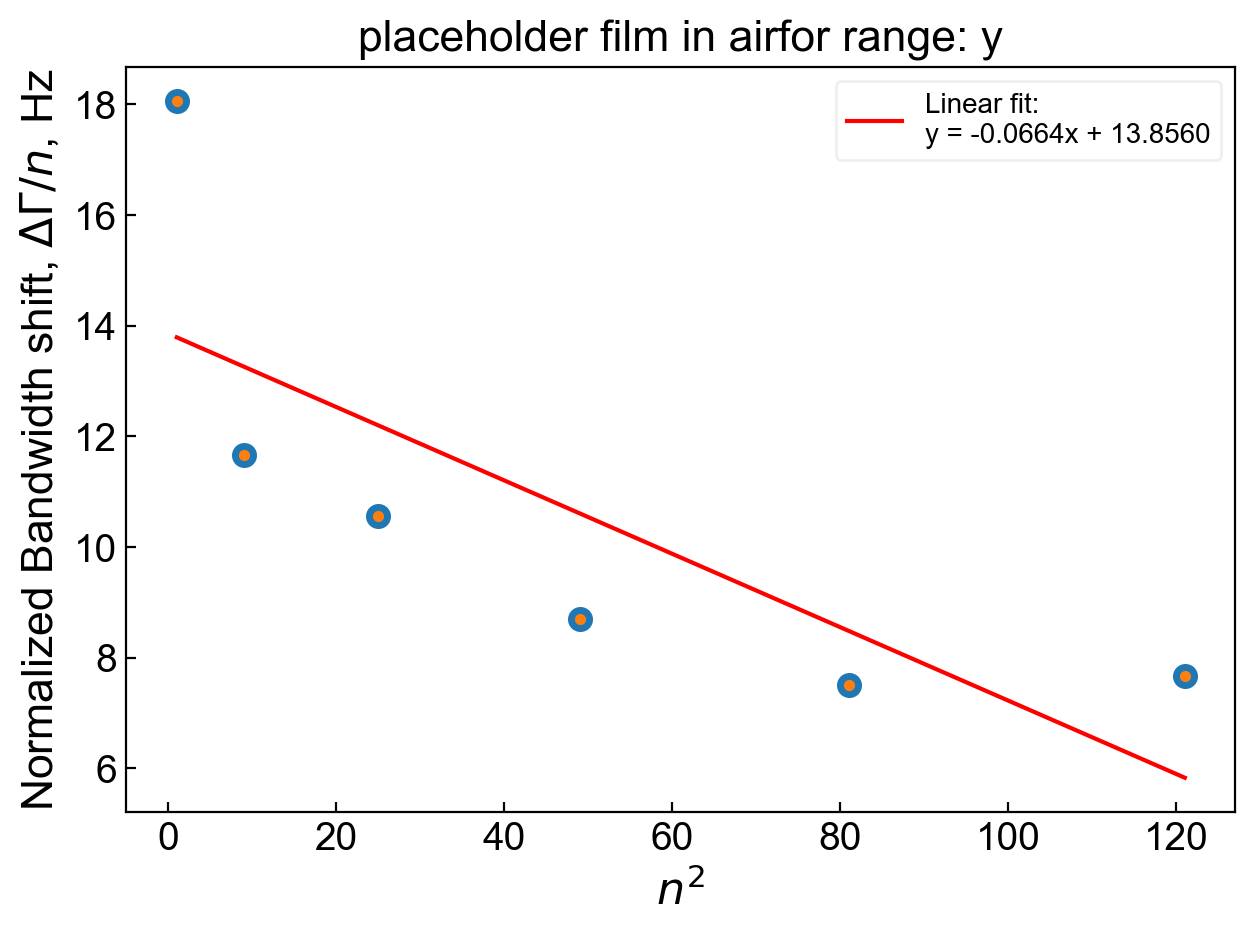 placeholder film in airfor range: y
Linear fit:
y = -0.0664x + 13.8560
Normalized Bandwidth shift, ΔΓ/n, Hz
18
16
14
12
10
8
6
0 20 40 60 80 100 120
n²